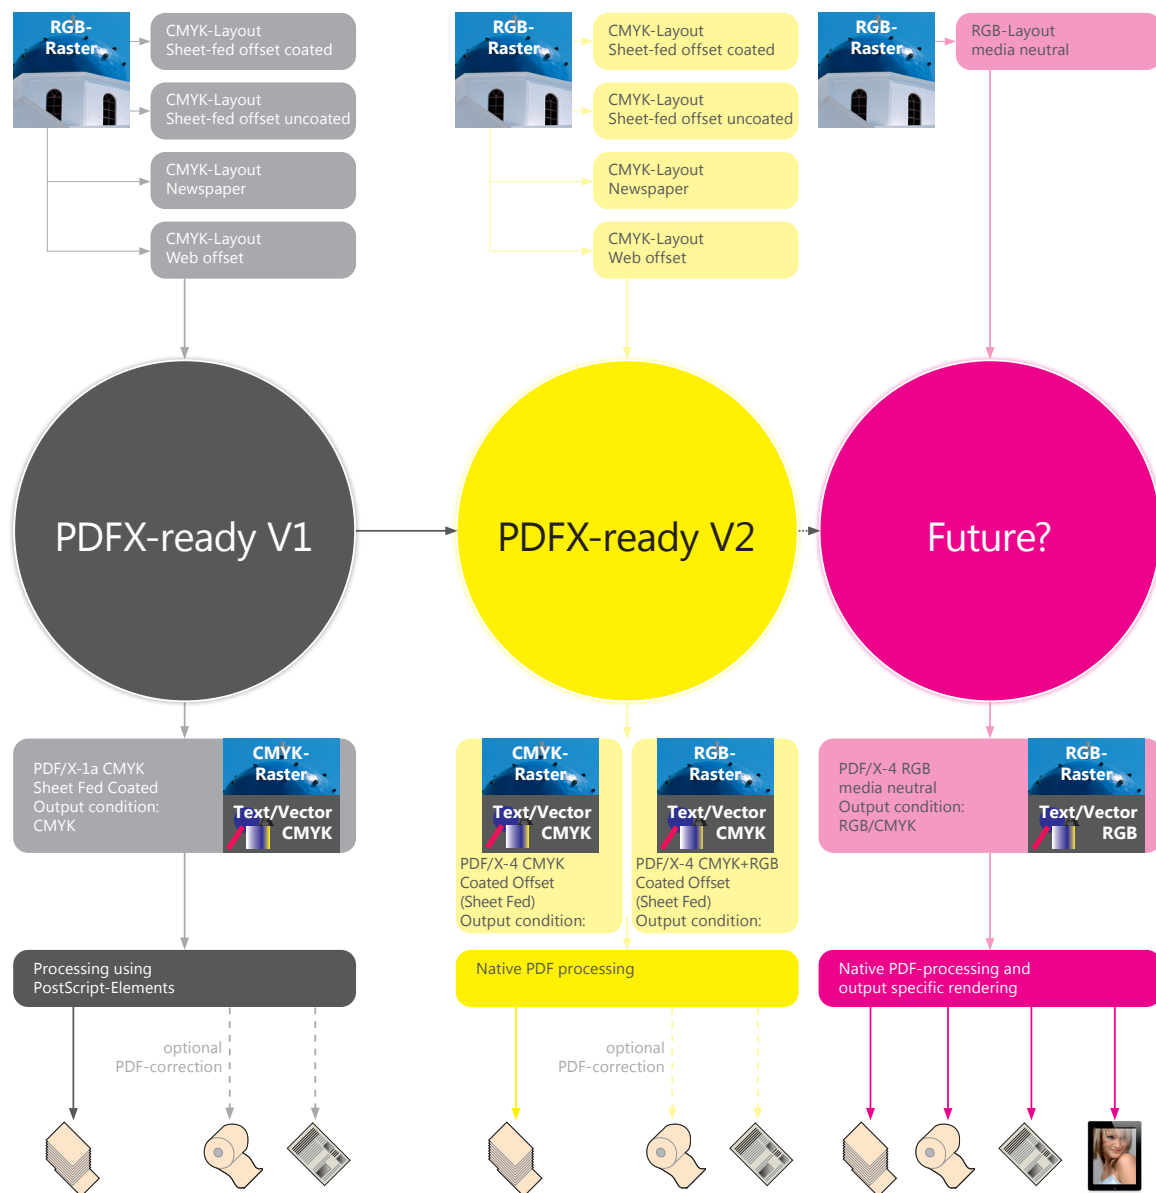 RGB-
Raster
CMYK-Layout
Sheet-fed offset coated
CMYK-Layout
Sheet-fed offset uncoated
CMYK-Layout
Newspaper
CMYK-Layout
Web offset
RGB-
Raster
CMYK-Layout
Sheet-fed offset coated
CMYK-Layout
Sheet-fed offset uncoated
CMYK-Layout
Newspaper
CMYK-Layout
Web offset
RGB-
Raster
RGB-Layout
media neutral
PDFX-ready V1
PDFX-ready V2
Future?
PDF/X-1a CMYK
Sheet Fed Coated
Output condition:
CMYK
CMYK-
Raster
Text/Vector
CMYK
CMYK-
Raster
Text/Vector
CMYK
PDF/X-4 CMYK
Coated Offset
(Sheet Fed)
Output condition:
RGB-
Raster
Text/Vector
CMYK
PDF/X-4 CMYK+RGB
Coated Offset
(Sheet Fed)
Output condition:
PDF/X-4 RGB
media neutral
Output condition:
RGB/CMYK
RGB-
Raster
Text/Vector
RGB
Processing using
PostScript-Elements
Native PDF processing
Native PDF-processing and
output specific rendering
optional
PDF-correction
optional
PDF-correction